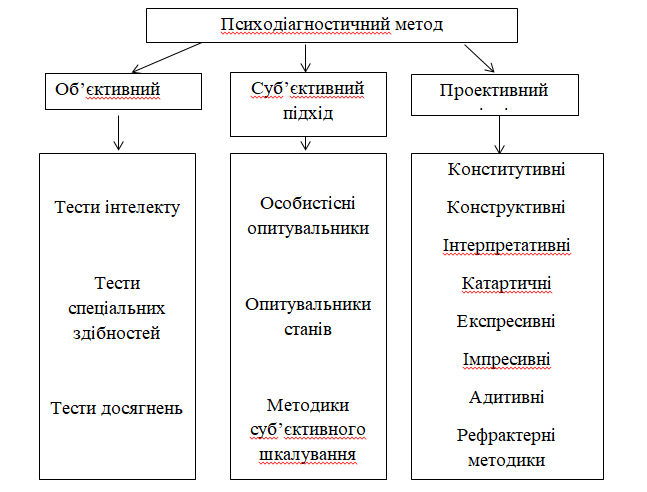 Психодіагностичний метод
Об’єктивний
Суб’єктивний
підхід
Проективний
Тести інтелекту
Тести
спеціальних
здібностей
Тести досягнень
Особистісні
опитувальники
Опитувальники
станів
Методики
суб’єктивного
шкалування
Конститутивні
Конструктивні
Інтерпретативні
Катартичні
Експресивні
Імпресивні
Адитивні
Рефрактерні
методики